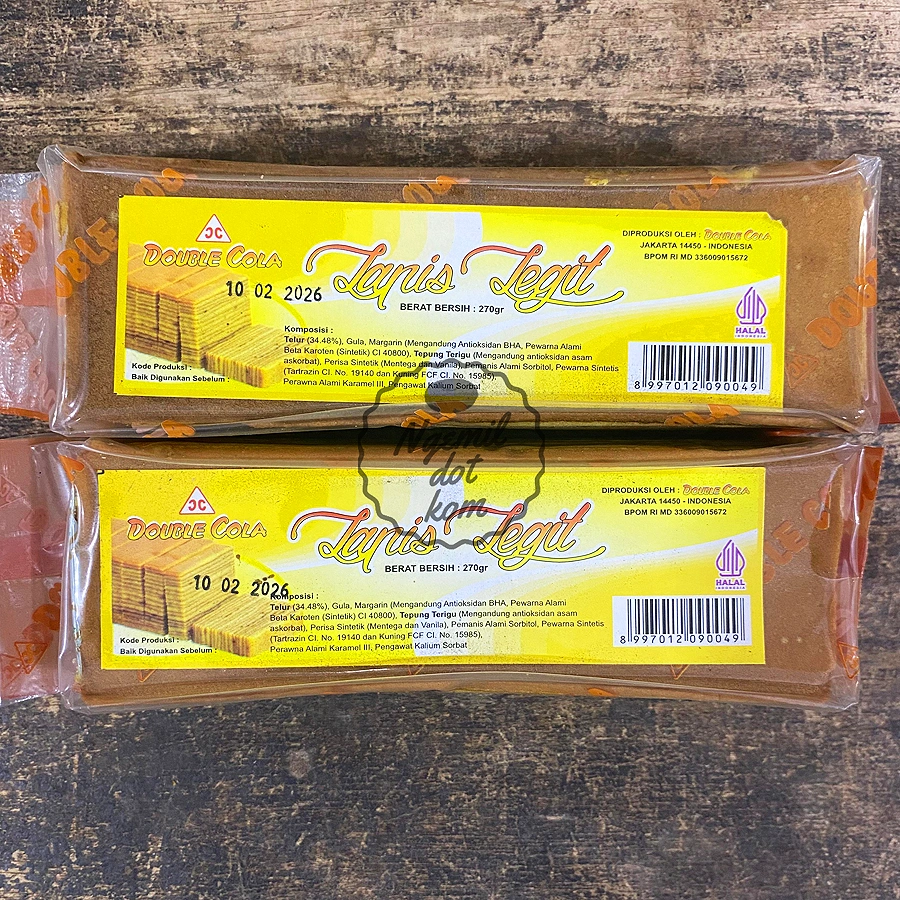 DOUBLE COLA
10 02 2026
Lapis Legit
BERAT BERSIH : 270gr
Komposisi :
Telur (34.48%), Gula, Margarin (Mengandung Antioksidan BHA, Pewarna Alami
Beta Karoten (Sintetik) CI 40800), Tepung Terigu (Mengandung antioksidan asam
askorbat), Perisa Sintetik (Mentega dan Vanila), Pemanis Alami Sorbitol, Pewarna Sintetis
(Tartrazin CI. No. 19140 dan Kuning FCF CI. No. 15985),
Perawna Alami Karamel III, Pengawat Kalium Sorbat
Kode Produksi :
Baik Digunakan Sebelum :
DIPRODUKSI OLEH : DOUBLE COLA
JAKARTA 14450 - INDONESIA
BPOM RI MD 336009015672
HALAL
INDONESIA
8 997012 090049
Ngemil
dot
kom
DOUBLE COLA
10 02 2026
Lapis Legit
BERAT BERSIH : 270gr
Komposisi :
Telur (34.48%), Gula, Margarin (Mengandung Antioksidan BHA, Pewarna Alami
Beta Karoten (Sintetik) CI 40800), Tepung Terigu (Mengandung antioksidan asam
askorbat), Perisa Sintetik (Mentega dan Vanila), Pemanis Alami Sorbitol, Pewarna Sintetis
(Tartrazin CI. No. 19140 dan Kuning FCF CI. No. 15985),
Perawna Alami Karamel III, Pengawat Kalium Sorbat
Kode Produksi :
Baik Digunakan Sebelum :
DIPRODUKSI OLEH : DOUBLE COLA
JAKARTA 14450 - INDONESIA
BPOM RI MD 336009015672
HALAL
INDONESIA
8 997012 090049